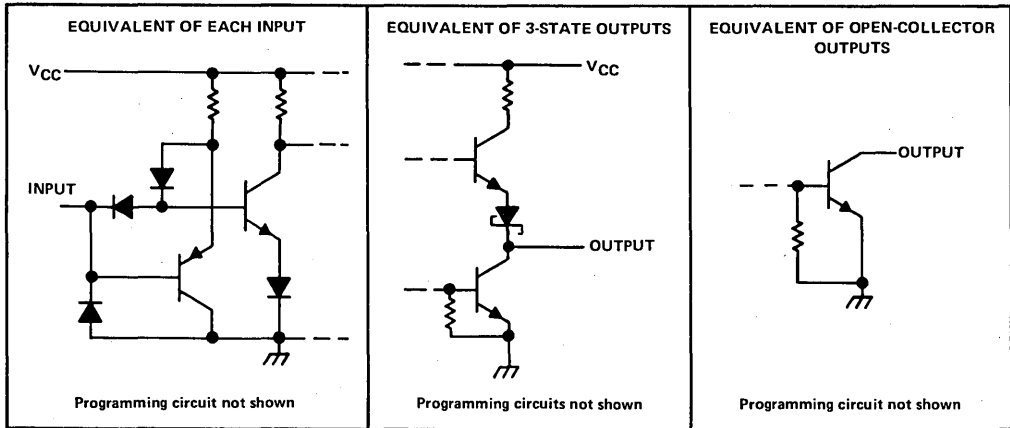 EQUIVALENT OF EACH INPUT
VCC
INPUT
Programming circuit not shown
EQUIVALENT OF 3-STATE OUTPUTS
VCC
OUTPUT
Programming circuits not shown
EQUIVALENT OF OPEN-COLLECTOR
OUTPUTS
OUTPUT
Programming circuit not shown